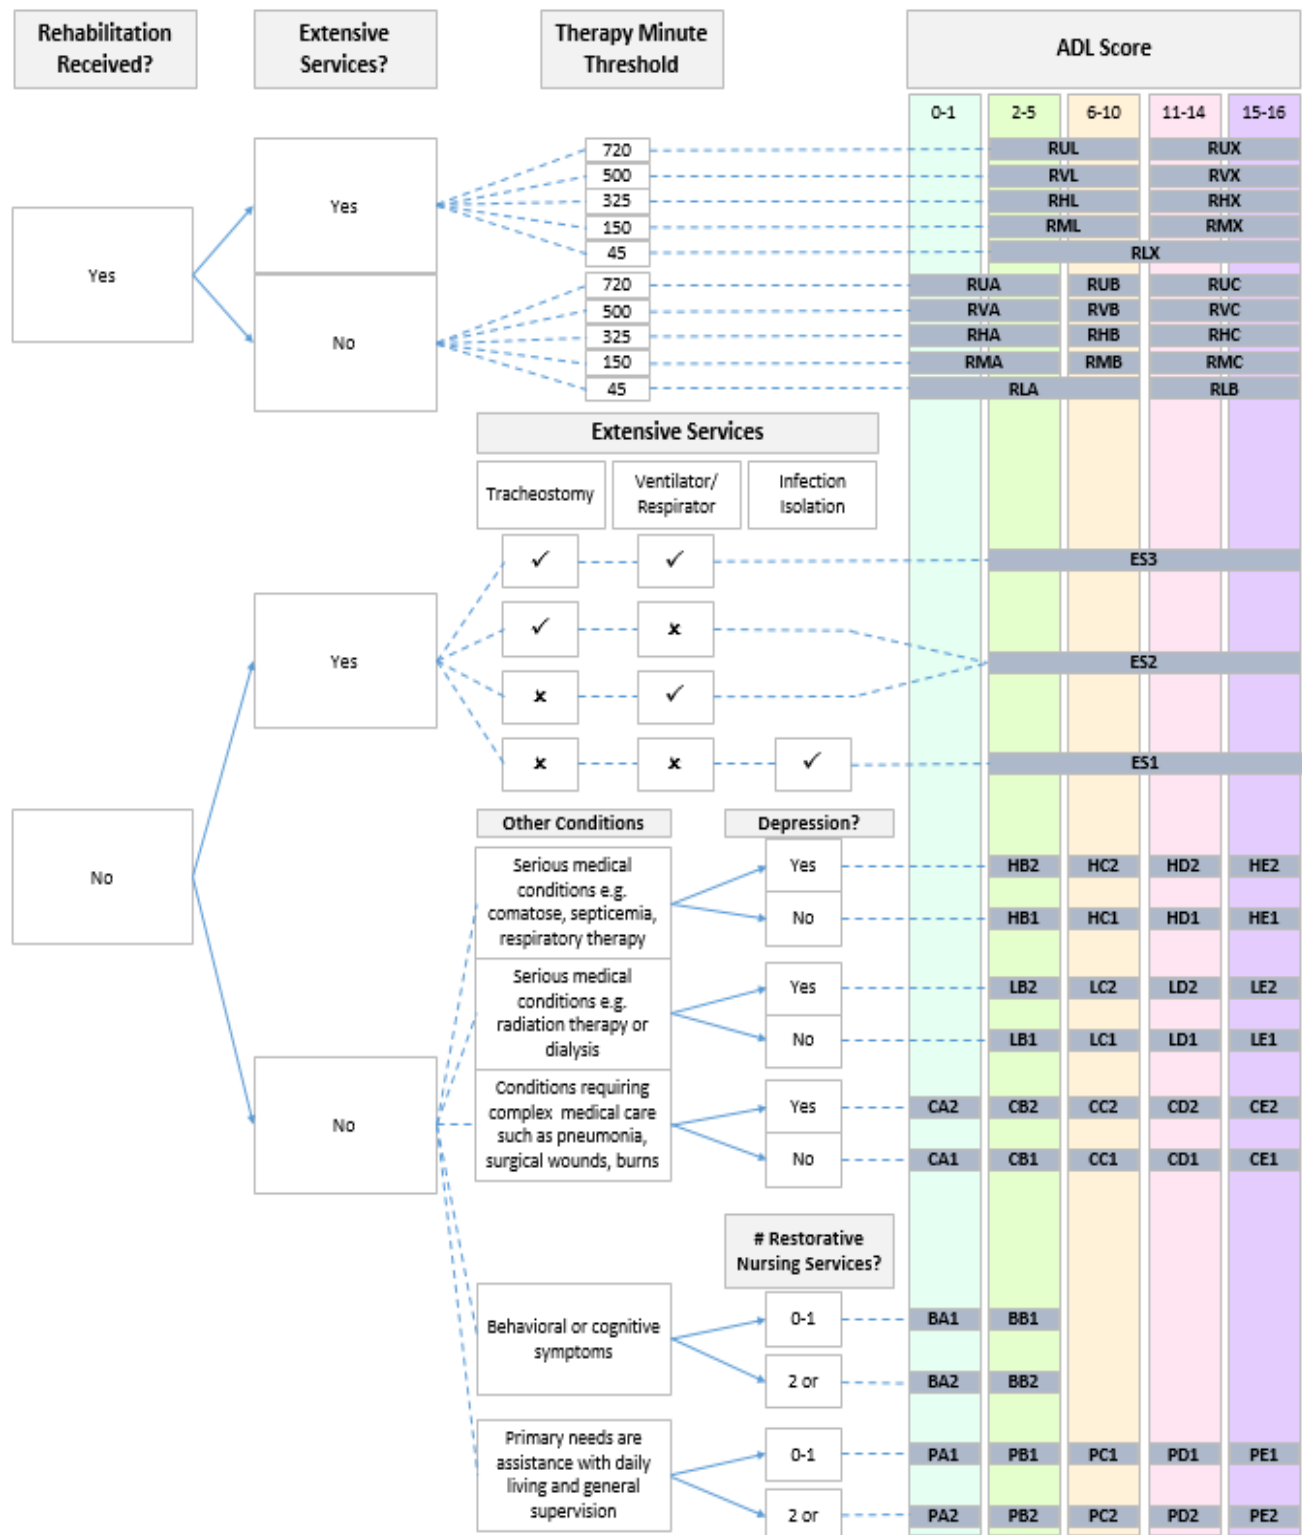 Rehabilitation
Received?
Extensive
Services?
Therapy Minute
Threshold
ADL Score
0-1 2-5 6-10 11-14 15-16
720 RUL RUX
500 RVL RVX
Yes
325 RHL RHX
150 RML RMX
45 RLX
Yes
720 RUA RUB RUC
500 RVA RVB RVC
No
325 RHA RHB RHC
150 RMA RMB RMC
45 RLA RLB
Extensive Services
Tracheostomy
Ventilator/
Respirator
Infection
Isolation
✓ ✓ ES3
✓ ✗
Yes
ES2
✗ ✓
✗ ✗ ✓ ES1
No
Other Conditions
Depression?
Serious medical
conditions e.g.
comatose, septicemia,
respiratory therapy
Yes HB2 HC2 HD2 HE2
No HB1 HC1 HD1 HE1
Serious medical
conditions e.g.
radiation therapy or
dialysis
Yes LB2 LC2 LD2 LE2
No LB1 LC1 LD1 LE1
No
Conditions requiring
complex medical care
such as pneumonia,
surgical wounds, burns
Yes CA2 CB2 CC2 CD2 CE2
No CA1 CB1 CC1 CD1 CE1
# Restorative
Nursing Services?
Behavioral or cognitive
symptoms
0-1 BA1 BB1
2 or BA2 BB2
Primary needs are
assistance with daily
living and general
supervision
0-1 PA1 PB1 PC1 PD1 PE1
2 or PA2 PB2 PC2 PD2 PE2